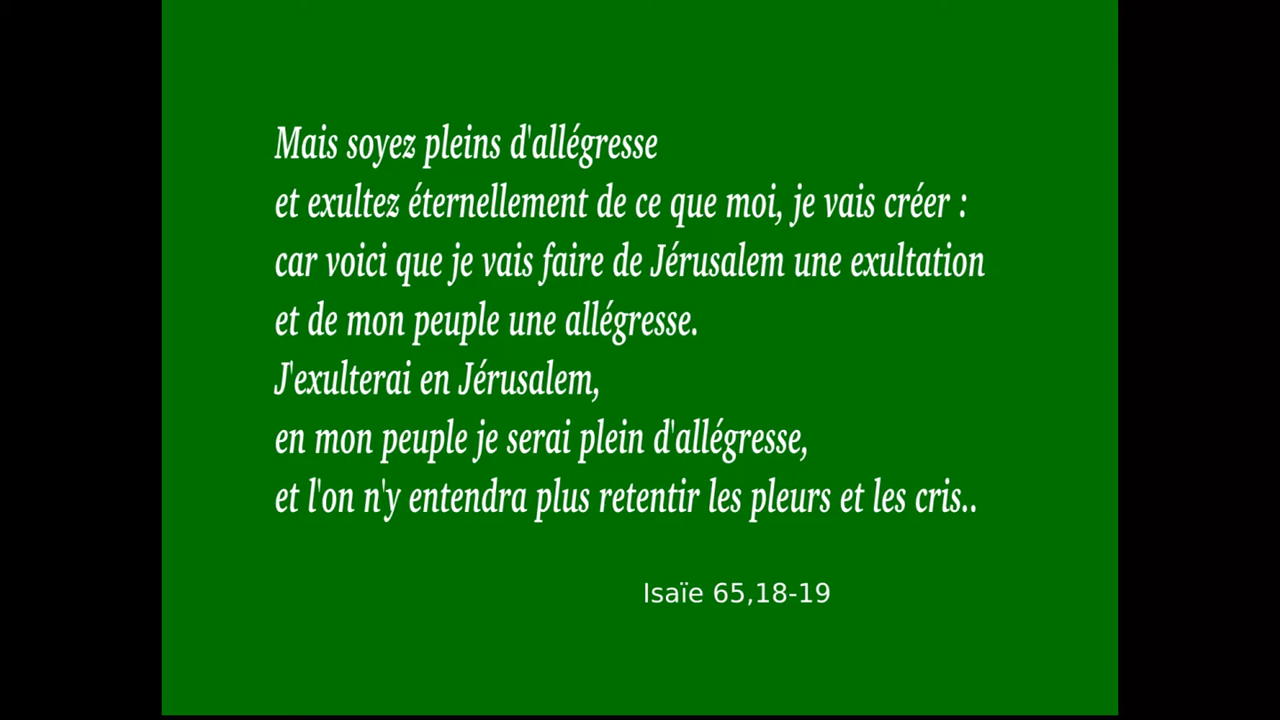 Mais soyez pleins d'allégresse
et exultez éternellement de ce que moi, je vais créer :
car voici que je vais faire de Jérusalem une exultation
et de mon peuple une allégresse.
J'exulterai en Jérusalem,
en mon peuple je serai plein d'allégresse,
et l'on n'y entendra plus retentir les pleurs et les cris..
Isaïe 65,18-19